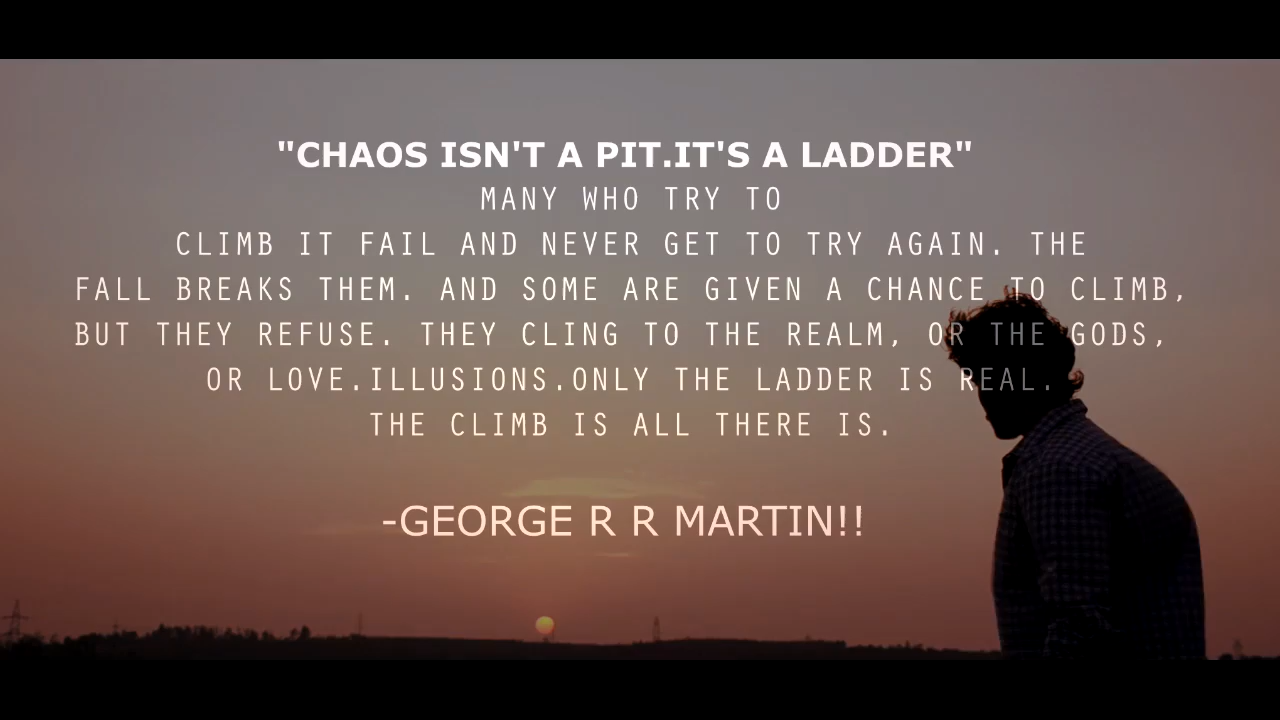 "CHAOS ISN'T A PIT.IT'S A LADDER"
MANY WHO TRY TO
CLIMB IT FAIL AND NEVER GET TO TRY AGAIN. THE
FALL BREAKS THEM. AND SOME ARE GIVEN A CHANCE TO CLIMB,
BUT THEY REFUSE. THEY CLING TO THE REALM, OR THE GODS,
OR LOVE.ILLUSIONS.ONLY THE LADDER IS REAL.
THE CLIMB IS ALL THERE IS.
-GEORGE R R MARTIN!!